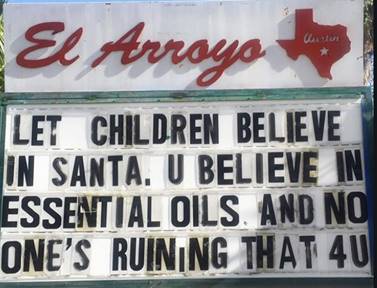 El Arroyo
Austin
LET CHILDREN BELIEVE
IN SANTA. U BELIEVE IN
ESSENTIAL OILS AND NO
ONE'S RUINING THAT 4U